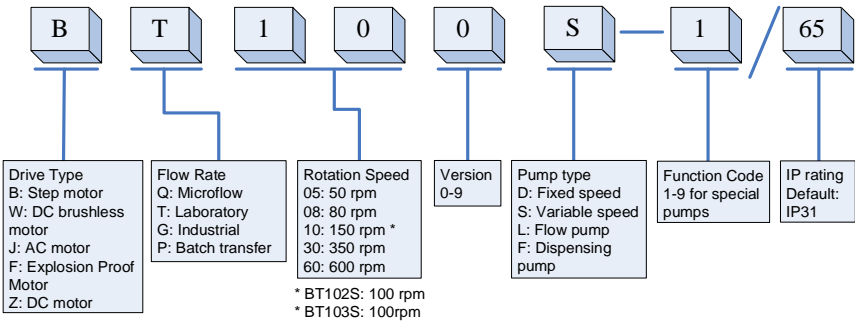 B T 1 0 0 S - 1 / 65
Drive Type
B: Step motor
W: DC brushless
motor
J: AC motor
F: Explosion Proof
Motor
Z: DC motor
Flow Rate
Q: Microflow
T: Laboratory
G: Industrial
P: Batch transfer
Rotation Speed
05: 50 rpm
08: 80 rpm
10: 150 rpm *
30: 350 rpm
60: 600 rpm
* BT102S: 100 rpm
* BT103S: 100rpm
Version
0-9
Pump type
D: Fixed speed
S: Variable speed
L: Flow pump
F: Dispensing
pump
Function Code
1-9 for special
pumps
IP rating
Default:
IP31